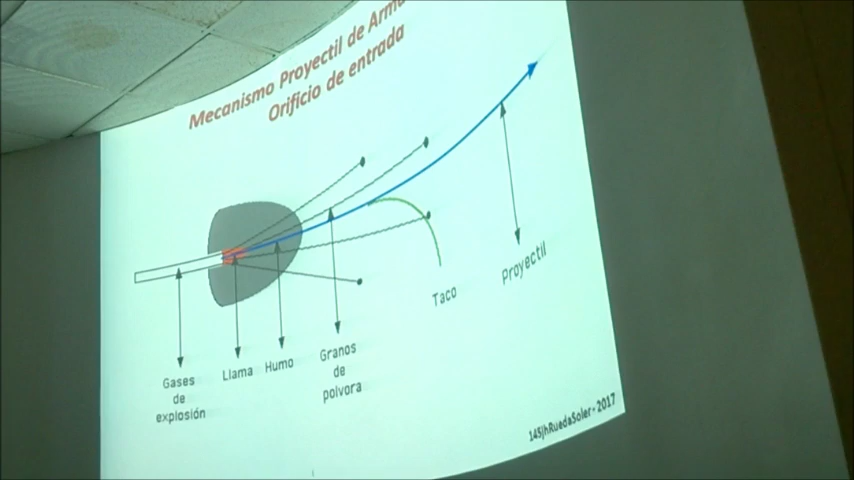 Mecanismo Proyectil de Arma
Orificio de entrada
Proyectil
Taco
Granos
de
polvora
Humo
Llama
Gases
de
explosión
145JhRuedaSoler - 2017